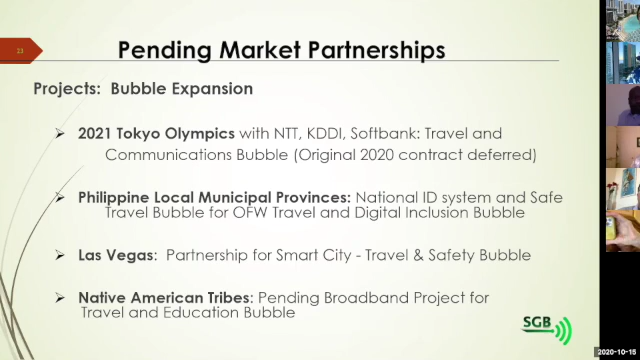 13
Pending Market Partnerships
Projects: Bubble Expansion
2021 Tokyo Olympics with NTT, KDDI, Softbank: Travel and
Communications Bubble (Original 2020 contract deferred)
Philippine Local Municipal Provinces: National ID system and Safe
Travel Bubble for OFW Travel and Digital Inclusion Bubble
Las Vegas: Partnership for Smart City - Travel & Safety Bubble
Native American Tribes: Pending Broadband Project for
Travel and Education Bubble
SGB
2020-10-15